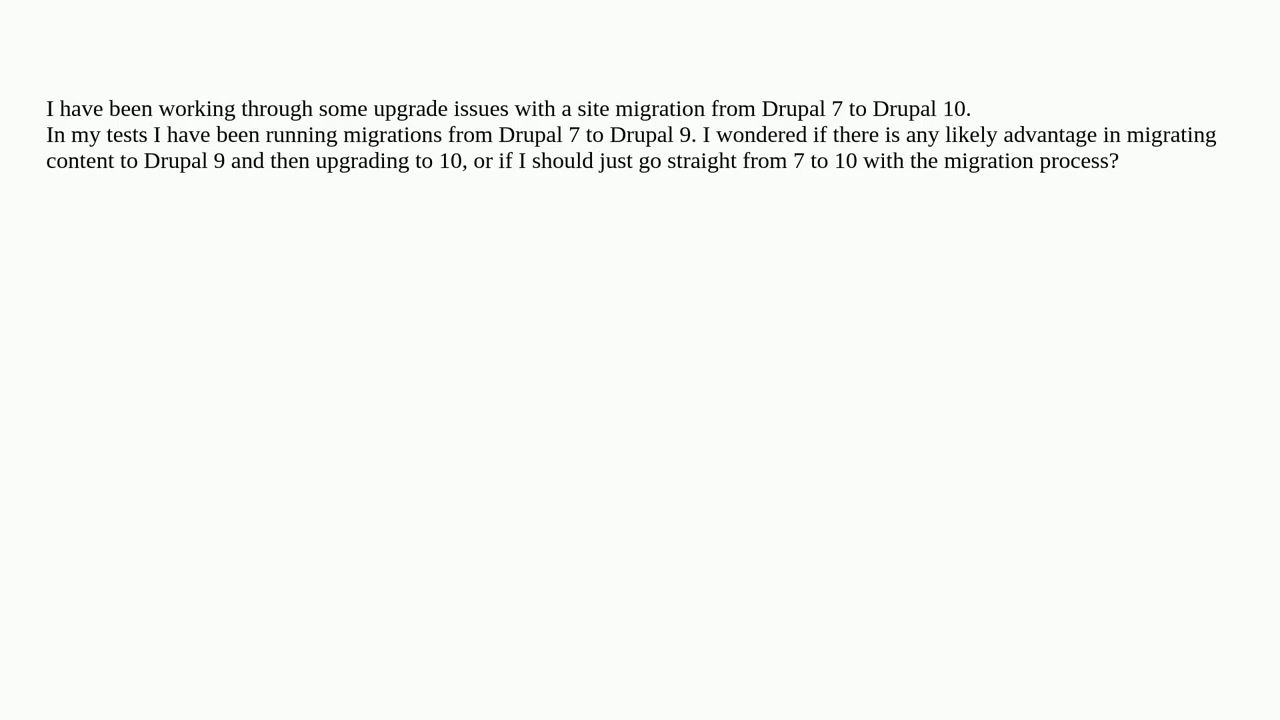 I have been working through some upgrade issues with a site migration from Drupal 7 to Drupal 10.
In my tests I have been running migrations from Drupal 7 to Drupal 9. I wondered if there is any likely advantage in migrating
content to Drupal 9 and then upgrading to 10, or if I should just go straight from 7 to 10 with the migration process?